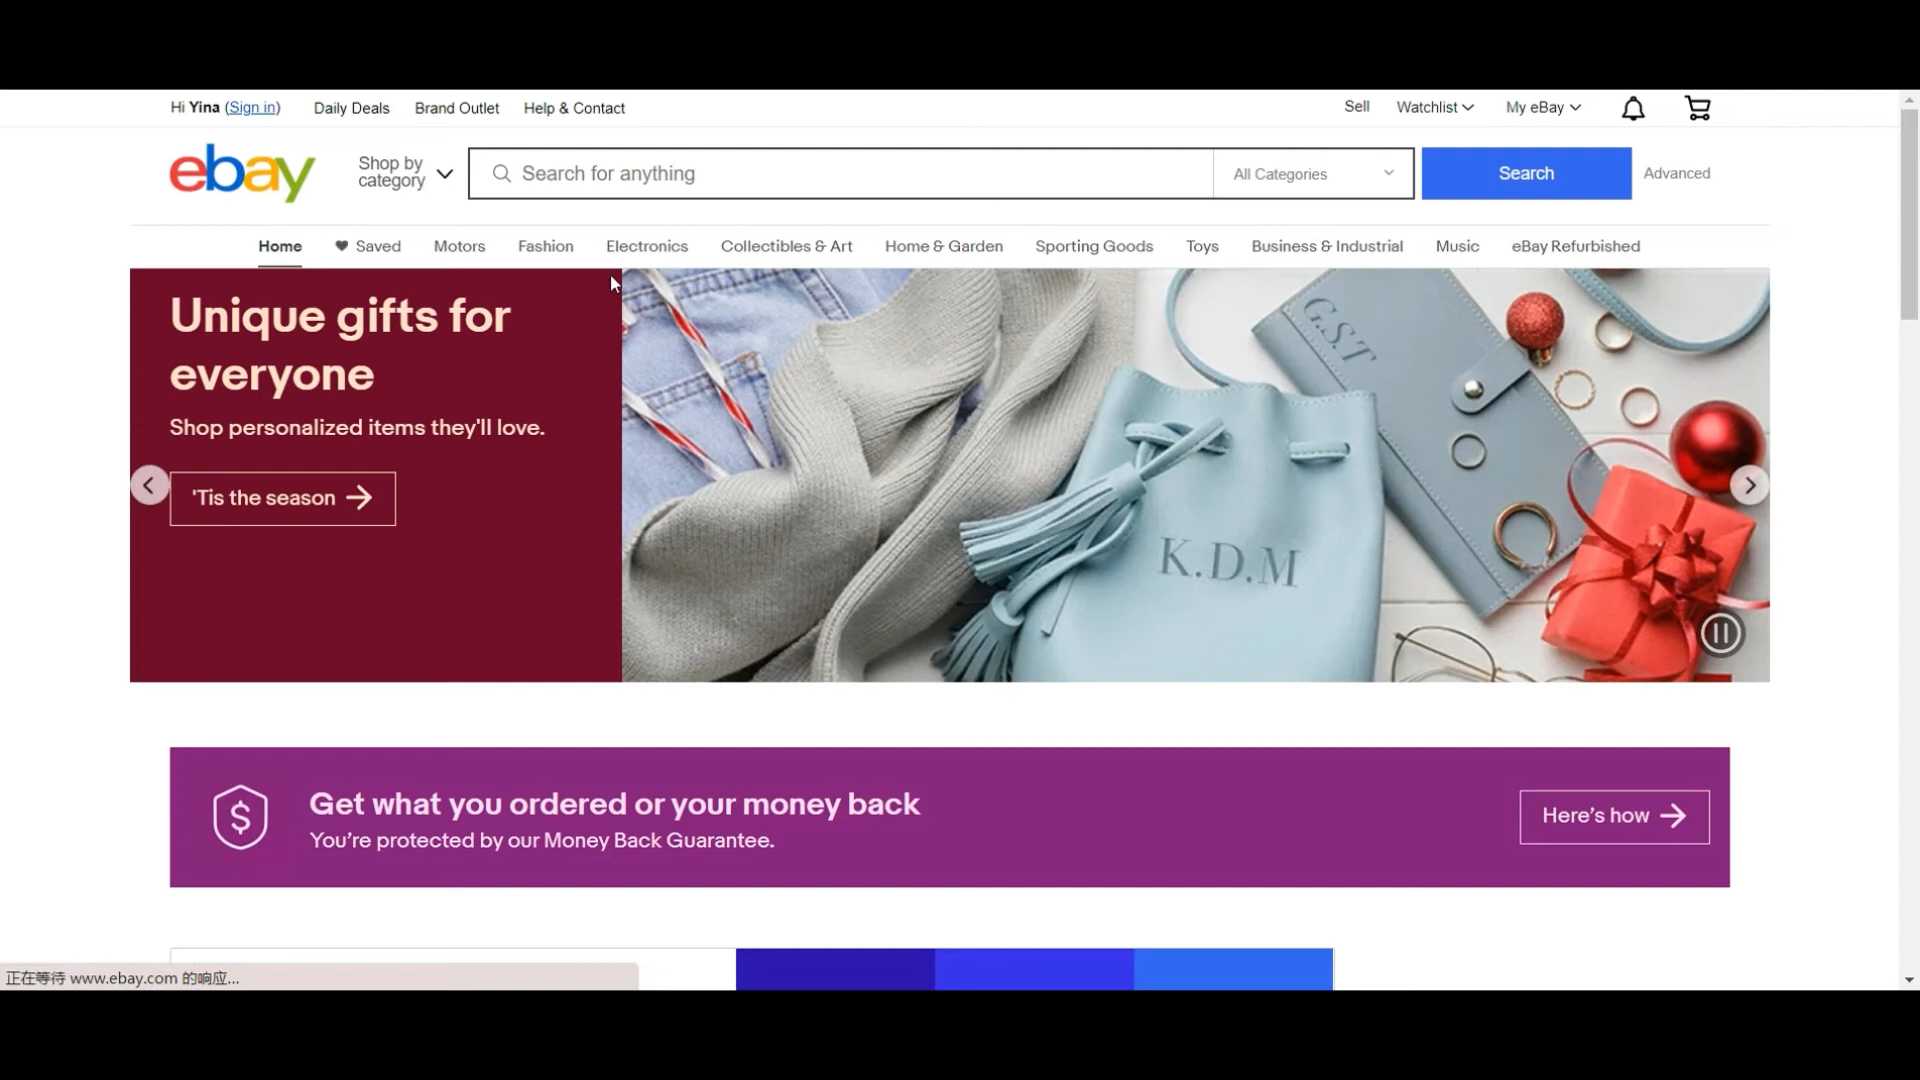 Hi Yina (Sign in) Daily Deals Brand Outlet Help & Contact Sell Watchlist My eBay
ebay Shop by category Search for anything All Categories Search Advanced
Home Saved Motors Fashion Electronics Collectibles & Art Home & Garden Sporting Goods Toys Business & Industrial Music eBay Refurbished
Unique gifts for
everyone
Shop personalized items they'll love.
'Tis the season
G.S.T
K.D.M
Get what you ordered or your money back
You're protected by our Money Back Guarantee.
Here's how
正在等待 www.ebay.com 的响应...